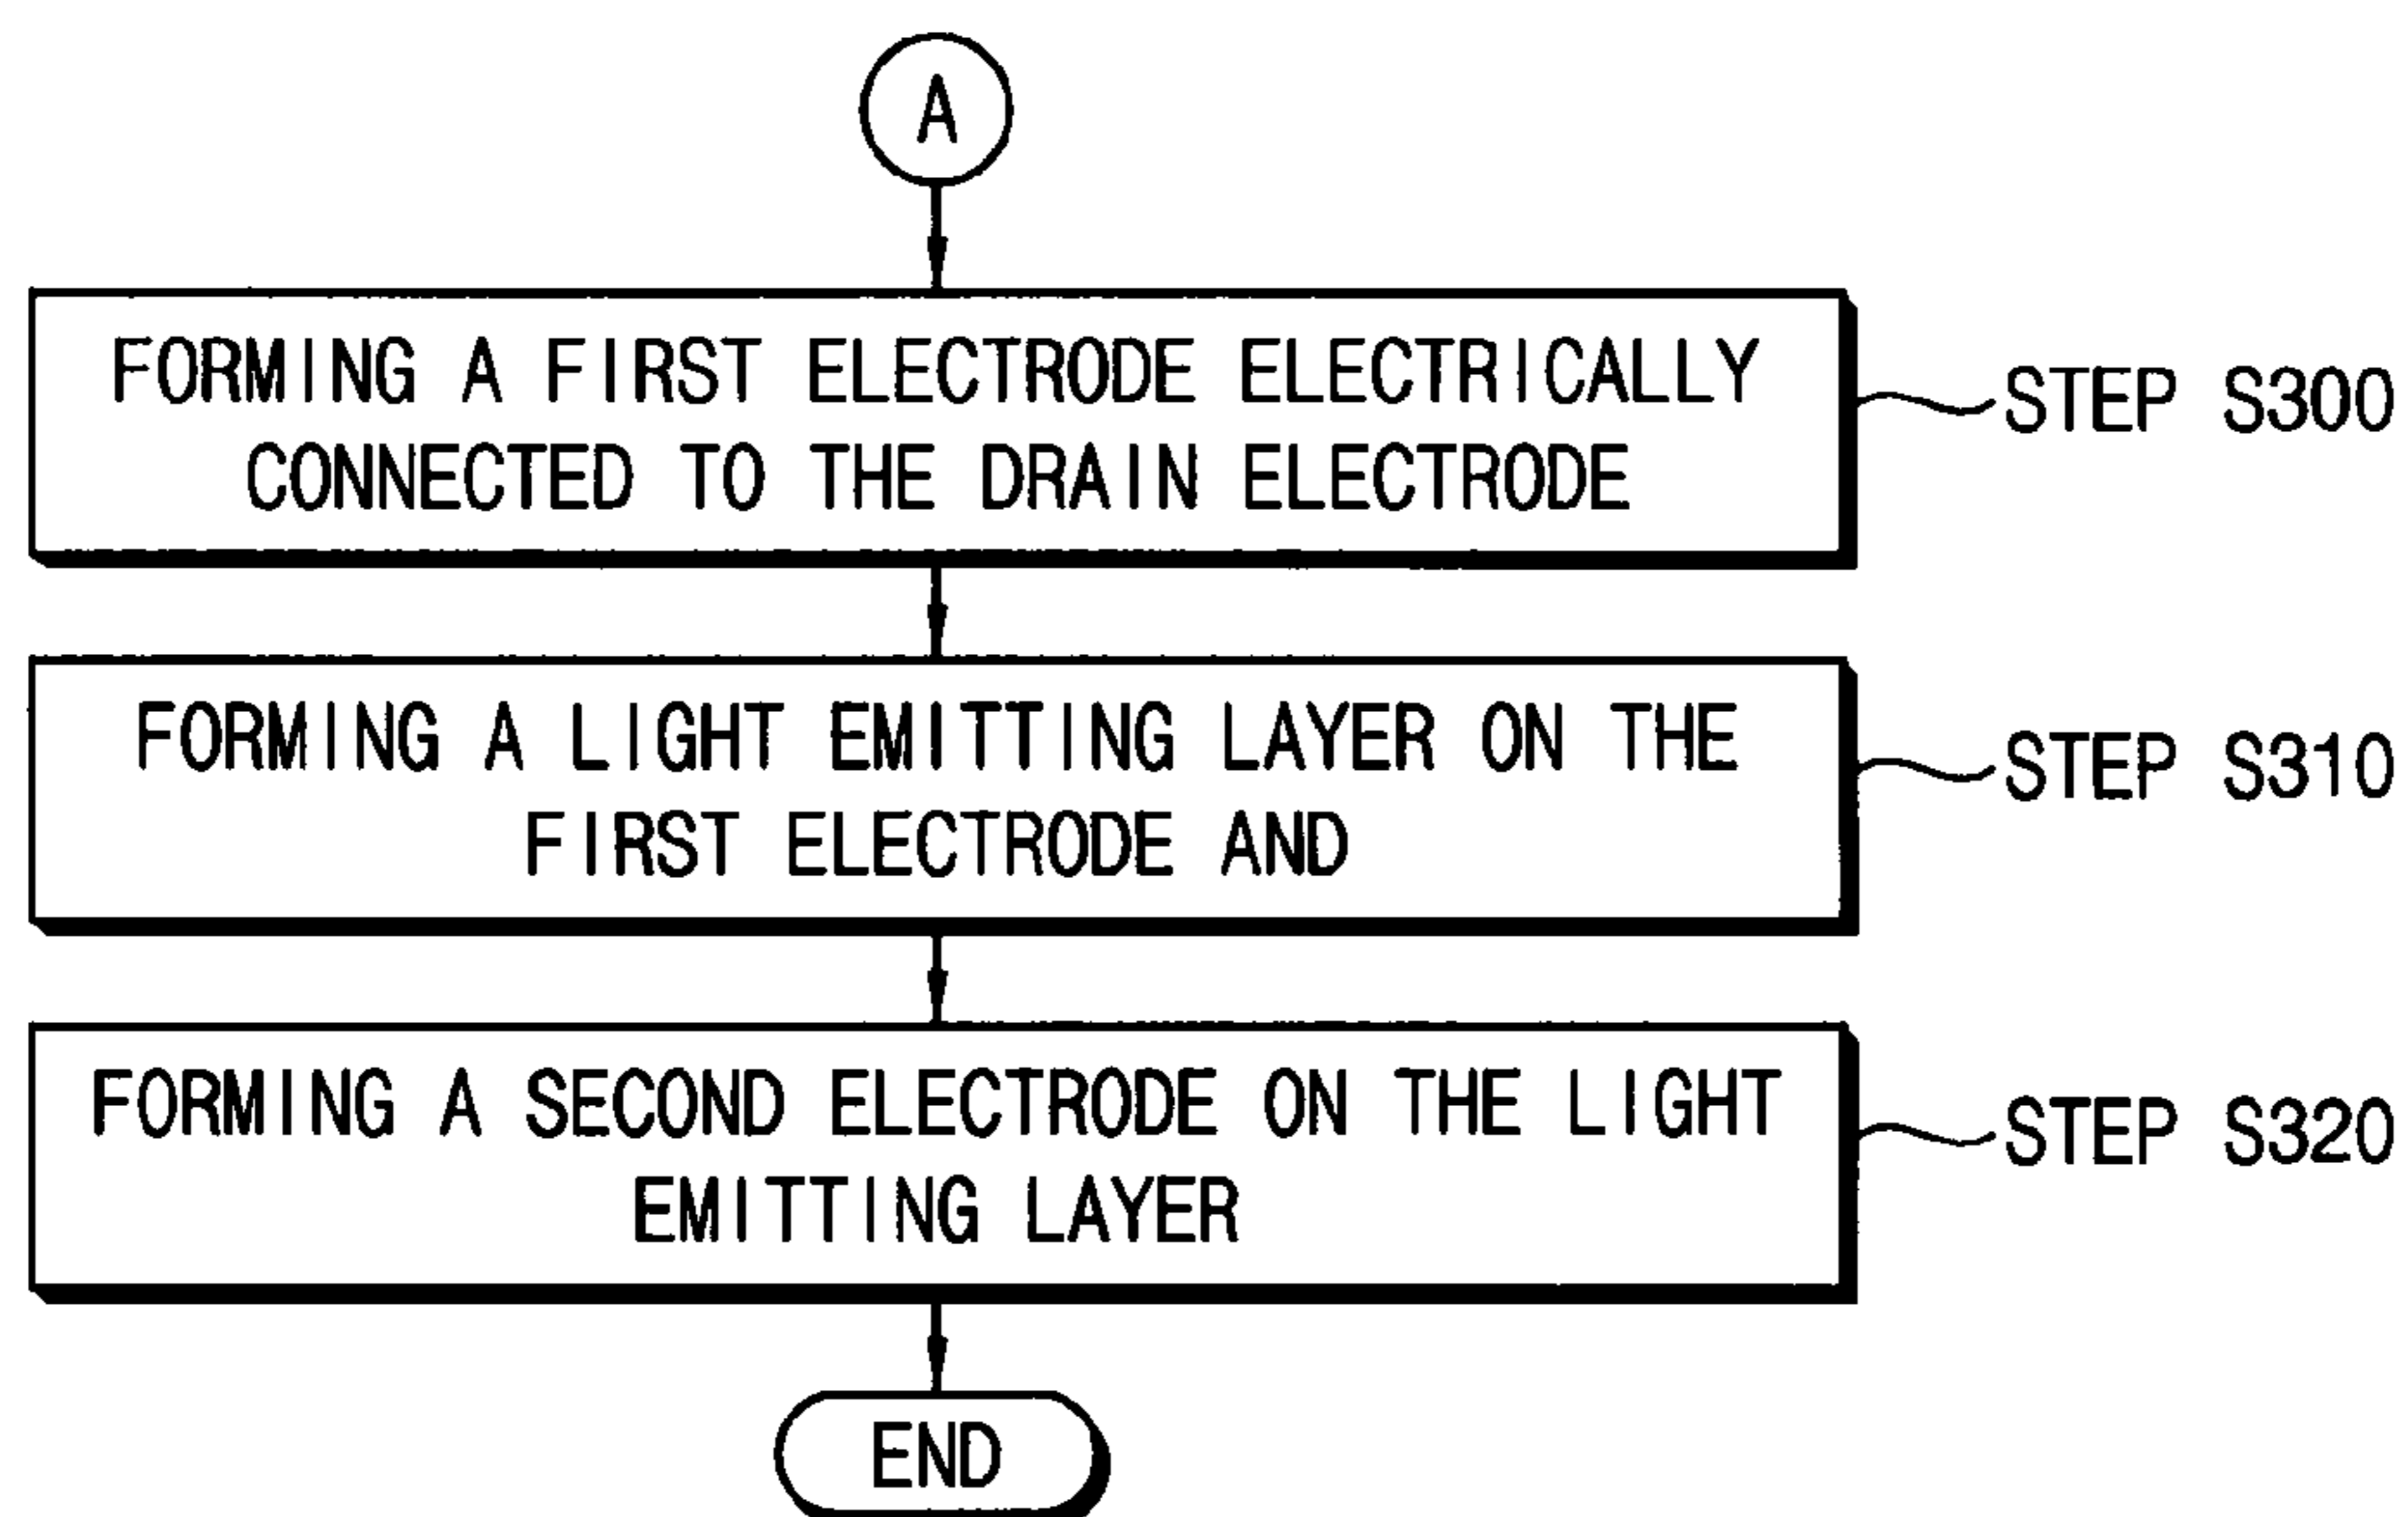 A
FORMING A FIRST ELECTRODE ELECTRICALLY
CONNECTED TO THE DRAIN ELECTRODE
STEP S300
FORMING A LIGHT EMITTING LAYER ON THE
FIRST ELECTRODE AND
STEP S310
FORMING A SECOND ELECTRODE ON THE LIGHT
EMITTING LAYER
STEP S320
END